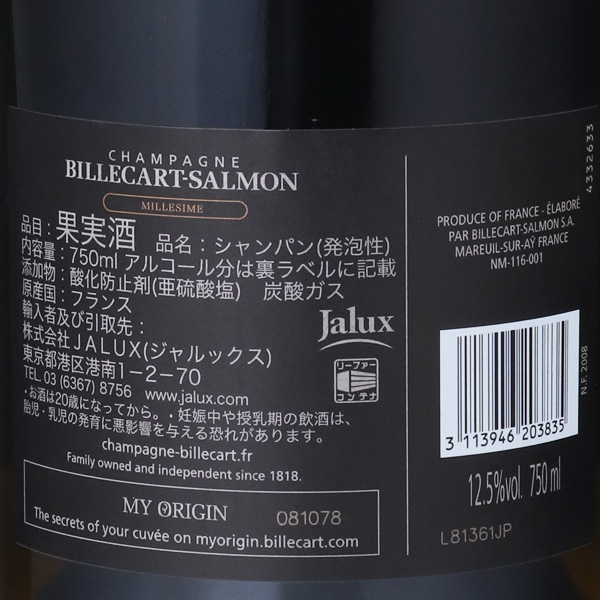 CHAMPAGNE
BILLECART-SALMON
MILLESIME
品目：果実酒　品名：シャンパン(発泡性)
内容量：750ml アルコール分は裏ラベルに記載
添加物：酸化防止剤(亜硫酸塩)　炭酸ガス
原産国：フランス
輸入者及び引取先：
株式会社JALUX(ジャルックス)
東京都港区港南1-2-70
TEL 03 (6367) 8756　www.jalux.com
・お酒は20歳になってから。・妊娠中や授乳期の飲酒は、
胎児・乳児の発育に悪影響を与える恐れがあります。
Jalux
リーファー
コンテナ
champagne-billecart.fr
Family owned and independent since 1818.
MY ORIGIN 081078
The secrets of your cuvée on myorigin.billecart.com
4332633
PRODUCE OF FRANCE - ÉLABORÉ
PAR BILLECART-SALMON S.A.
MAREUIL-SUR-AŸ FRANCE
NM-116-001
N.F. 2008
3 113946 203835
12.5%vol. 750 ml
L81361JP